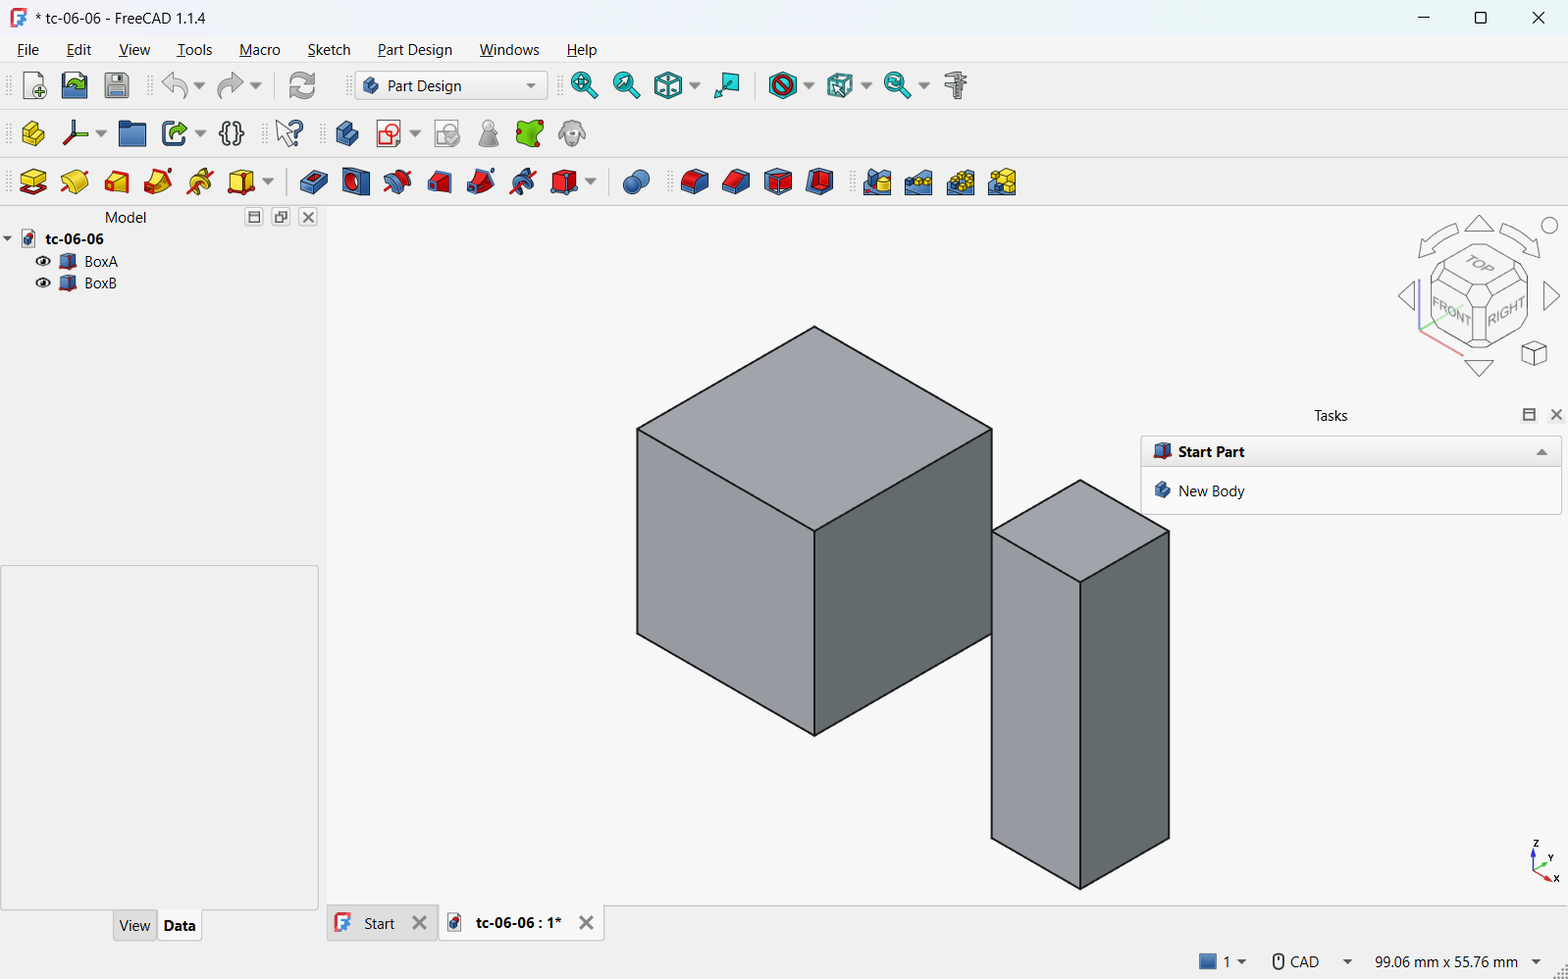 * tc-06-06 - FreeCAD 1.1.4
File Edit View Tools Macro Sketch Part Design Windows Help
Part Design
Model
tc-06-06
BoxA
BoxB
TOP
FRONT RIGHT
Tasks
Start Part
New Body
Z
Y
X
View Data
Start tc-06-06 : 1*
1 CAD 99.06 mm x 55.76 mm